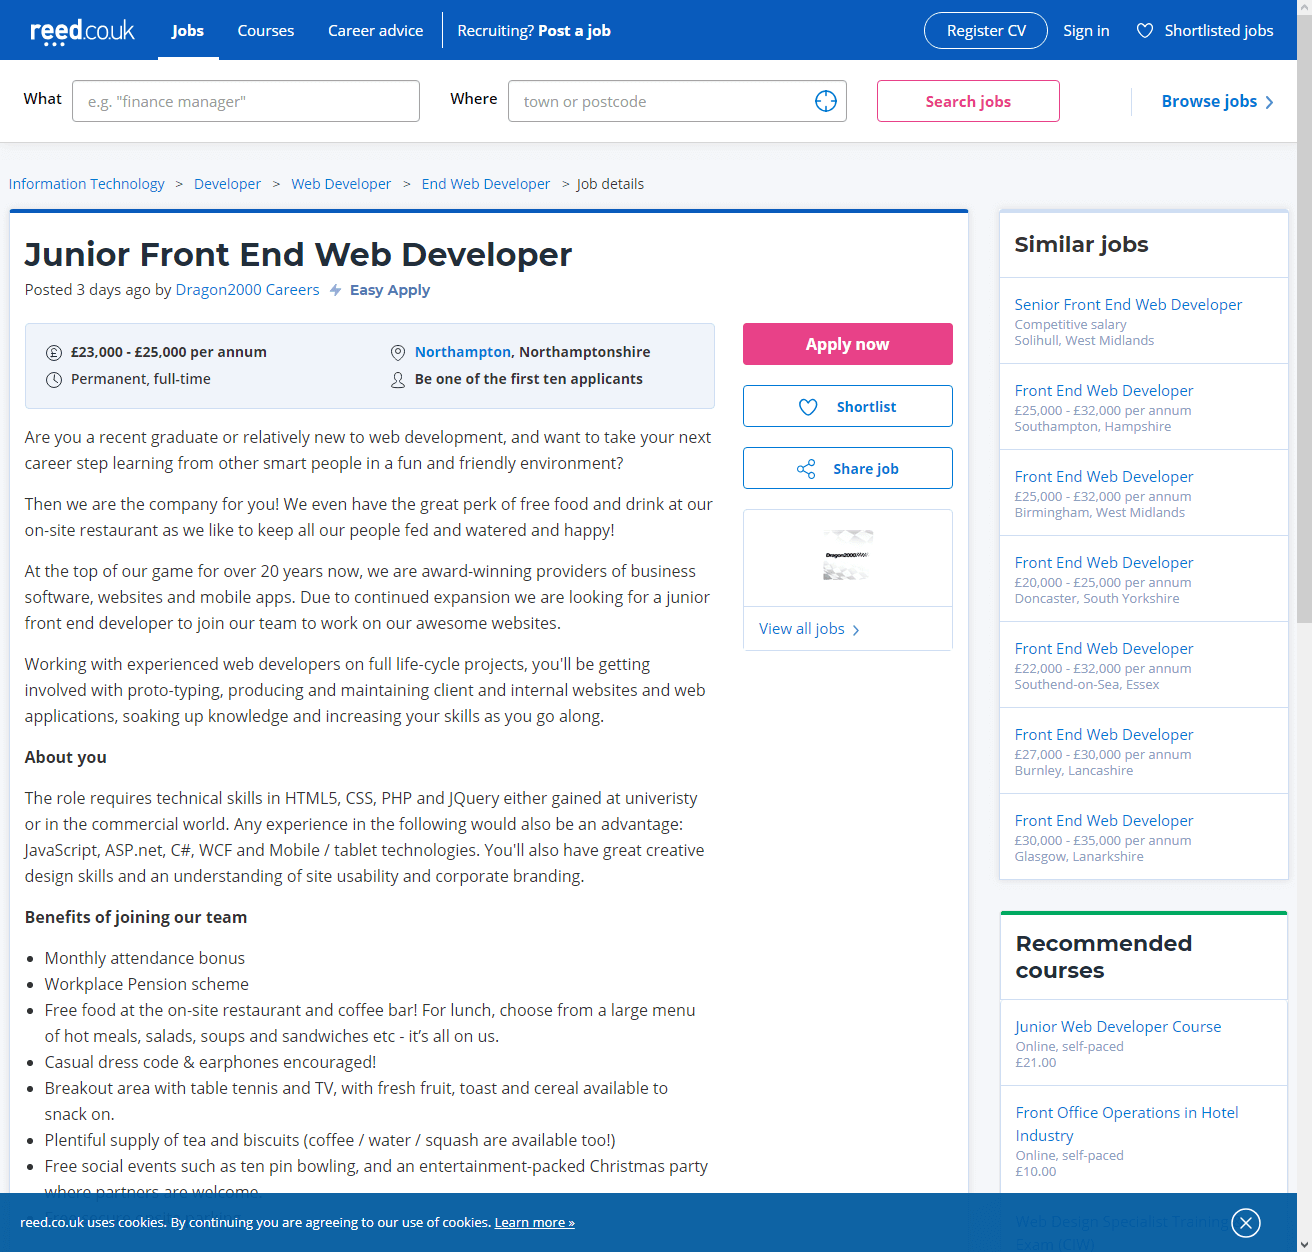 reed.co.uk
Jobs
Courses
Career advice
Recruiting? Post a job
Register CV
Sign in
Shortlisted jobs
What
e.g. "finance manager"
Where
town or postcode
Search jobs
Browse jobs
Information Technology > Developer > Web Developer > End Web Developer > Job details
Junior Front End Web Developer
Posted 3 days ago by Dragon2000 Careers Easy Apply
£23,000 - £25,000 per annum
Northampton, Northamptonshire
Permanent, full-time
Be one of the first ten applicants
Are you a recent graduate or relatively new to web development, and want to take your next
career step learning from other smart people in a fun and friendly environment?
Then we are the company for you! We even have the great perk of free food and drink at our
on-site restaurant as we like to keep all our people fed and watered and happy!
At the top of our game for over 20 years now, we are award-winning providers of business
software, websites and mobile apps. Due to continued expansion we are looking for a junior
front end developer to join our team to work on our awesome websites.
Working with experienced web developers on full life-cycle projects, you'll be getting
involved with proto-typing, producing and maintaining client and internal websites and web
applications, soaking up knowledge and increasing your skills as you go along.
About you
The role requires technical skills in HTML5, CSS, PHP and JQuery either gained at univeristy
or in the commercial world. Any experience in the following would also be an advantage:
JavaScript, ASP.net, C#, WCF and Mobile / tablet technologies. You'll also have great creative
design skills and an understanding of site usability and corporate branding.
Benefits of joining our team
Monthly attendance bonus
Workplace Pension scheme
Free food at the on-site restaurant and coffee bar! For lunch, choose from a large menu
of hot meals, salads, soups and sandwiches etc - it’s all on us.
Casual dress code & earphones encouraged!
Breakout area with table tennis and TV, with fresh fruit, toast and cereal available to
snack on.
Plentiful supply of tea and biscuits (coffee / water / squash are available too!)
Free social events such as ten pin bowling, and an entertainment-packed Christmas party
where partners are welcome.
Apply now
Shortlist
Share job
Dragon2000
View all jobs
Similar jobs
Senior Front End Web Developer
Competitive salary
Solihull, West Midlands
Front End Web Developer
£25,000 - £32,000 per annum
Southampton, Hampshire
Front End Web Developer
£25,000 - £32,000 per annum
Birmingham, West Midlands
Front End Web Developer
£20,000 - £25,000 per annum
Doncaster, South Yorkshire
Front End Web Developer
£22,000 - £32,000 per annum
Southend-on-Sea, Essex
Front End Web Developer
£27,000 - £30,000 per annum
Burnley, Lancashire
Front End Web Developer
£30,000 - £35,000 per annum
Glasgow, Lanarkshire
Recommended
courses
Junior Web Developer Course
Online, self-paced
£21.00
Front Office Operations in Hotel
Industry
Online, self-paced
£10.00
Web Design Specialist Training
Exam (CIW)
reed.co.uk uses cookies. By continuing you are agreeing to our use of cookies. Learn more »